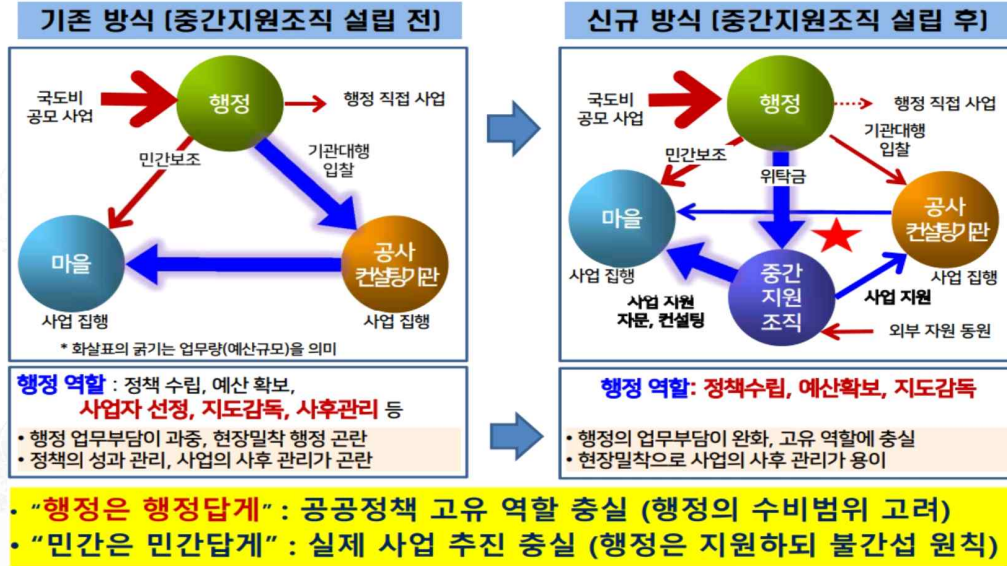 기존 방식 (중간지원조직 설립 전)
국도비
공모 사업
행정
행정 직접 사업
민간보조
기관대행
입찰
마을
공사
컨설팅기관
사업 집행
사업 집행
* 화살표의 굵기는 업무량(예산규모)을 의미
행정 역할 : 정책 수립, 예산 확보,
사업자 선정, 지도감독, 사후관리 등
• 행정 업무부담이 과중, 현장밀착 행정 곤란
• 정책의 성과 관리, 사업의 사후 관리가 곤란
신규 방식 (중간지원조직 설립 후)
국도비
공모 사업
행정
행정 직접 사업
민간보조
기관대행
입찰
위탁금
마을
공사
컨설팅기관
사업 집행
중간
지원
조직
사업 집행
사업 지원
자문, 컨설팅
사업 지원
외부 자원 동원
행정 역할: 정책수립, 예산확보, 지도감독
• 행정의 업무부담이 완화, 고유 역할에 충실
• 현장밀착으로 사업의 사후 관리가 용이
• “행정은 행정답게” : 공공정책 고유 역할 충실 (행정의 수비범위 고려)
• “민간은 민간답게” : 실제 사업 추진 충실 (행정은 지원하되 불간섭 원칙)